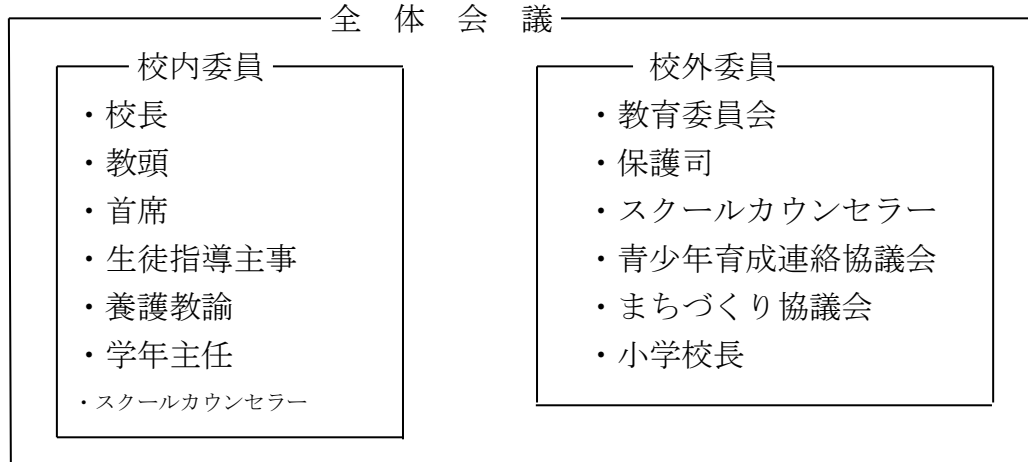 全体会議
校内委員
・校長
・教頭
・首席
・生徒指導主事
・養護教諭
・学年主任
・スクールカウンセラー
校外委員
・教育委員会
・保護司
・スクールカウンセラー
・青少年育成連絡協議会
・まちづくり協議会
・小学校長